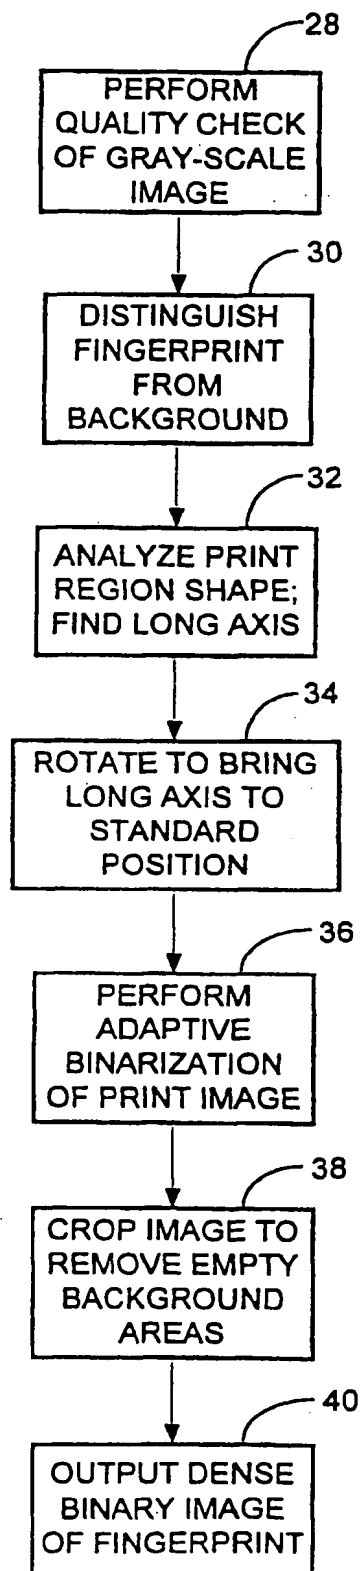 28
PERFORM
QUALITY CHECK
OF GRAY-SCALE
IMAGE
30
DISTINGUISH
FINGERPRINT
FROM
BACKGROUND
32
ANALYZE PRINT
REGION SHAPE;
FIND LONG AXIS
34
ROTATE TO BRING
LONG AXIS TO
STANDARD
POSITION
36
PERFORM
ADAPTIVE
BINARIZATION
OF PRINT IMAGE
38
CROP IMAGE TO
REMOVE EMPTY
BACKGROUND
AREAS
40
OUTPUT DENSE
BINARY IMAGE
OF FINGERPRINT